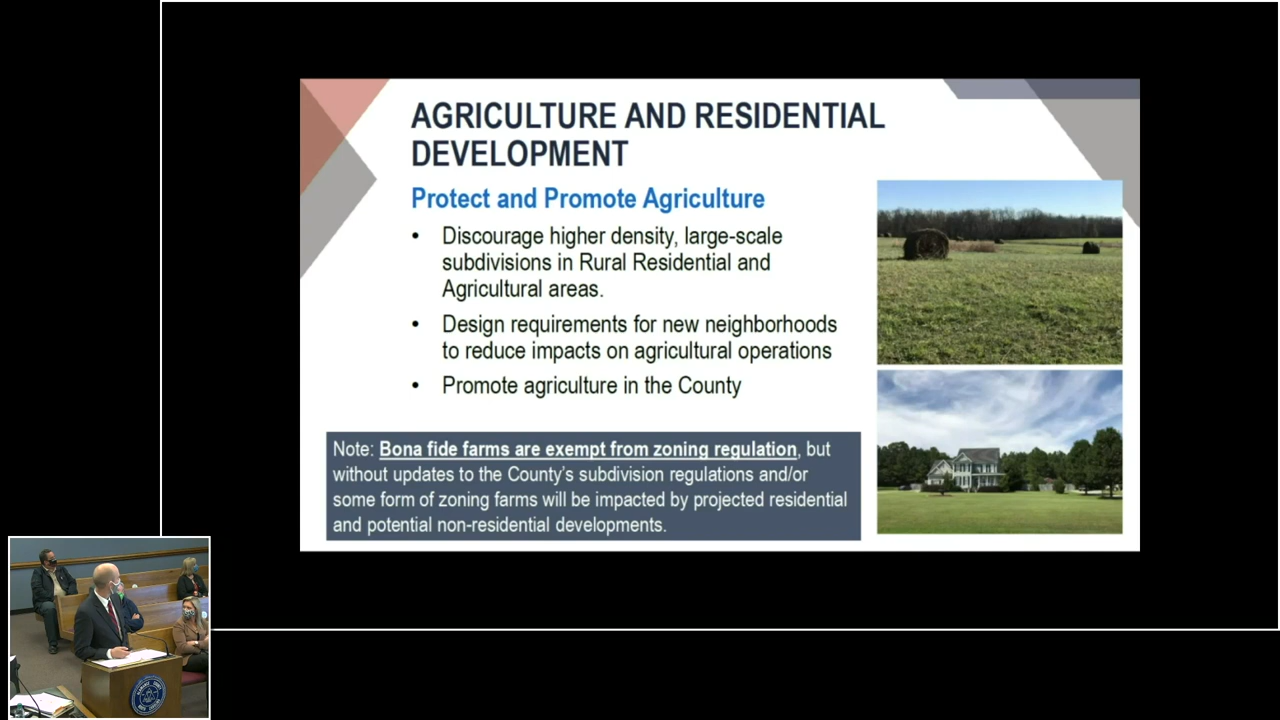 AGRICULTURE AND RESIDENTIAL
DEVELOPMENT
Protect and Promote Agriculture
• Discourage higher density, large-scale
subdivisions in Rural Residential and
Agricultural areas.
• Design requirements for new neighborhoods
to reduce impacts on agricultural operations
• Promote agriculture in the County
Note: Bona fide farms are exempt from zoning regulation, but
without updates to the County’s subdivision regulations and/or
some form of zoning farms will be impacted by projected residential
and potential non-residential developments.